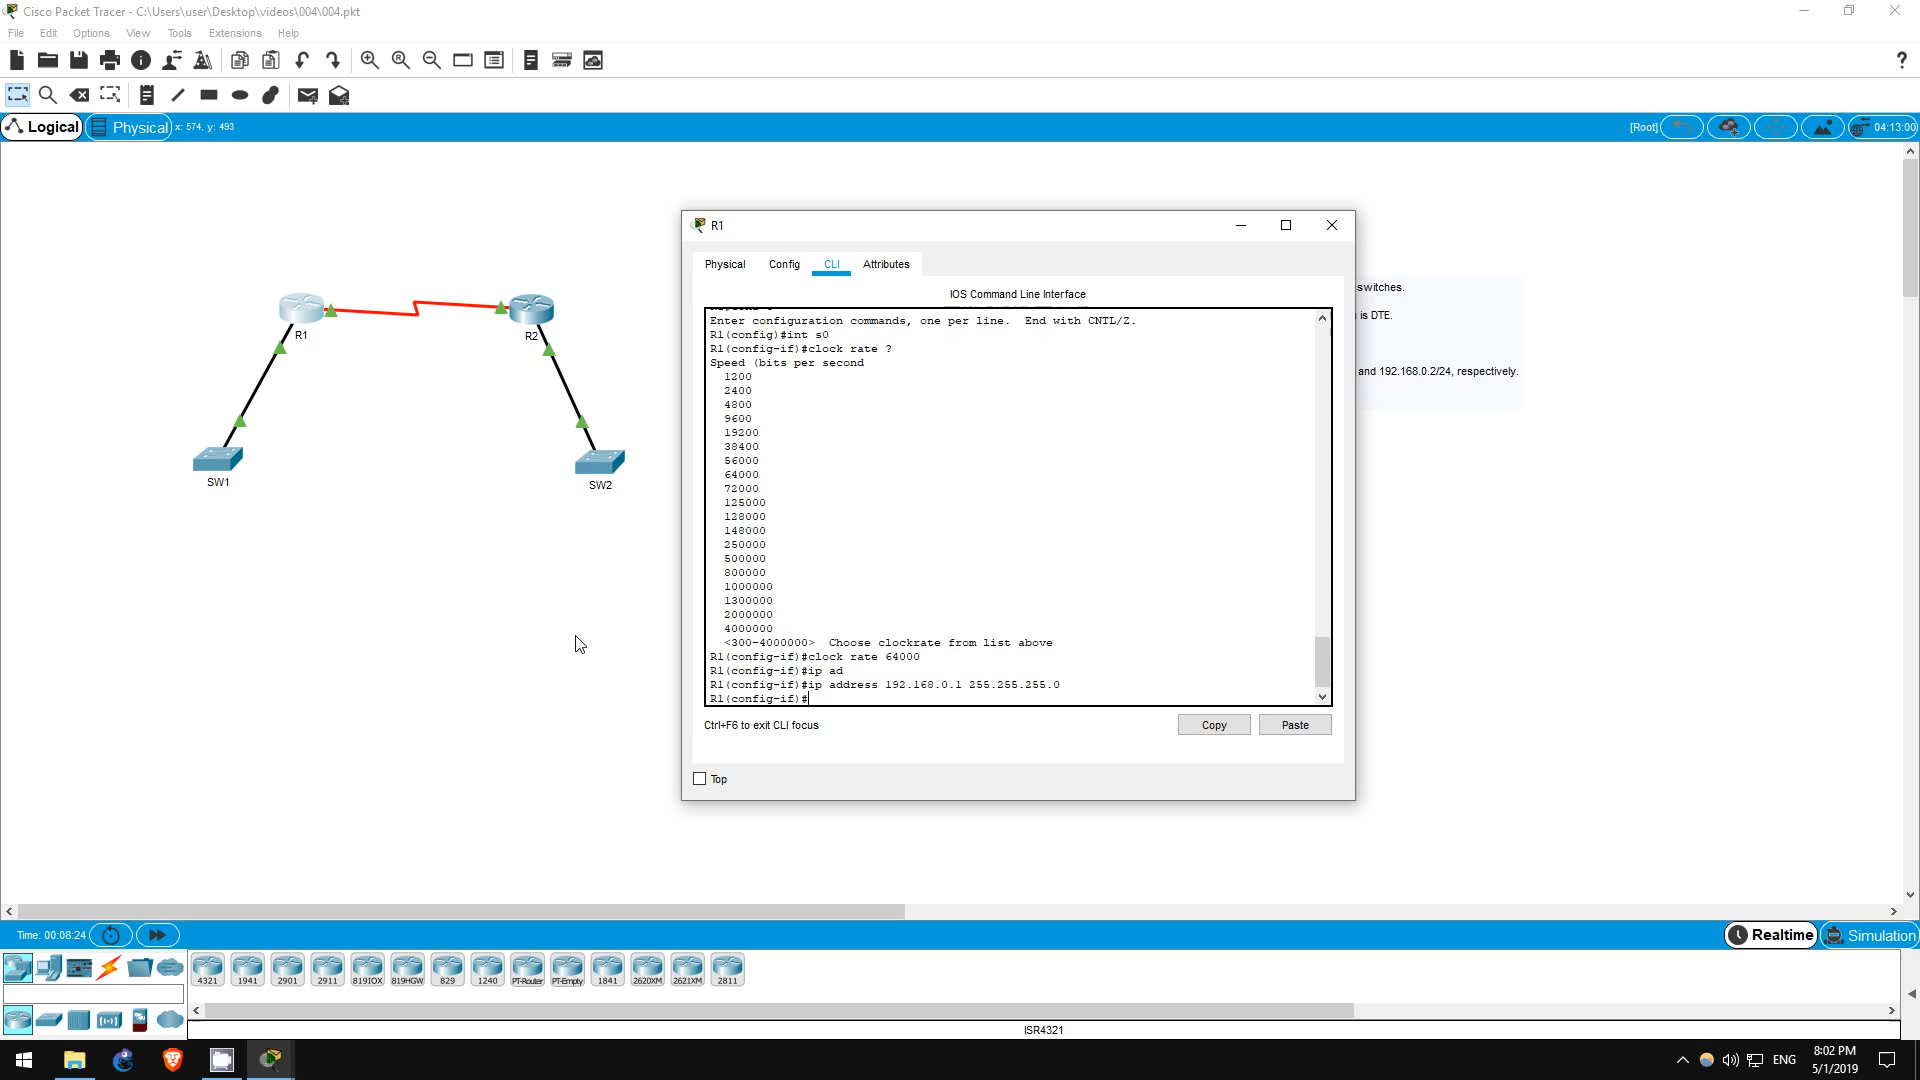 Cisco Packet Tracer - C:\Users\user\Desktop\videos\004\004.pkt
File Edit Options View Tools Extensions Help
?
Logical Physical x: 574, y: 493 [Root] 04:13:00
R1
Physical Config CLI Attributes
IOS Command Line Interface
Enter configuration commands, one per line. End with CNTL/Z.
R1(config)#int s0
R1(config-if)#clock rate ?
Speed (bits per second
1200
2400
4800
9600
19200
38400
56000
64000
72000
125000
128000
148000
250000
500000
800000
1000000
1300000
2000000
4000000
<300-4000000> Choose clockrate from list above
R1(config-if)#clock rate 64000
R1(config-if)#ip ad
R1(config-if)#ip address 192.168.0.1 255.255.255.0
R1(config-if)#
Ctrl+F6 to exit CLI focus
Copy Paste
Top
switches.
is DTE.
and 192.168.0.2/24, respectively.
R1
R2
SW1
SW2
Time: 00:08:24
Realtime Simulation
4321 1941 2901 2911 819IOX 819HGW 829 1240 PT-Router PT-Empty 1841 2620XM 2621XM 2811
ISR4321
ENG
8:02 PM
5/1/2019